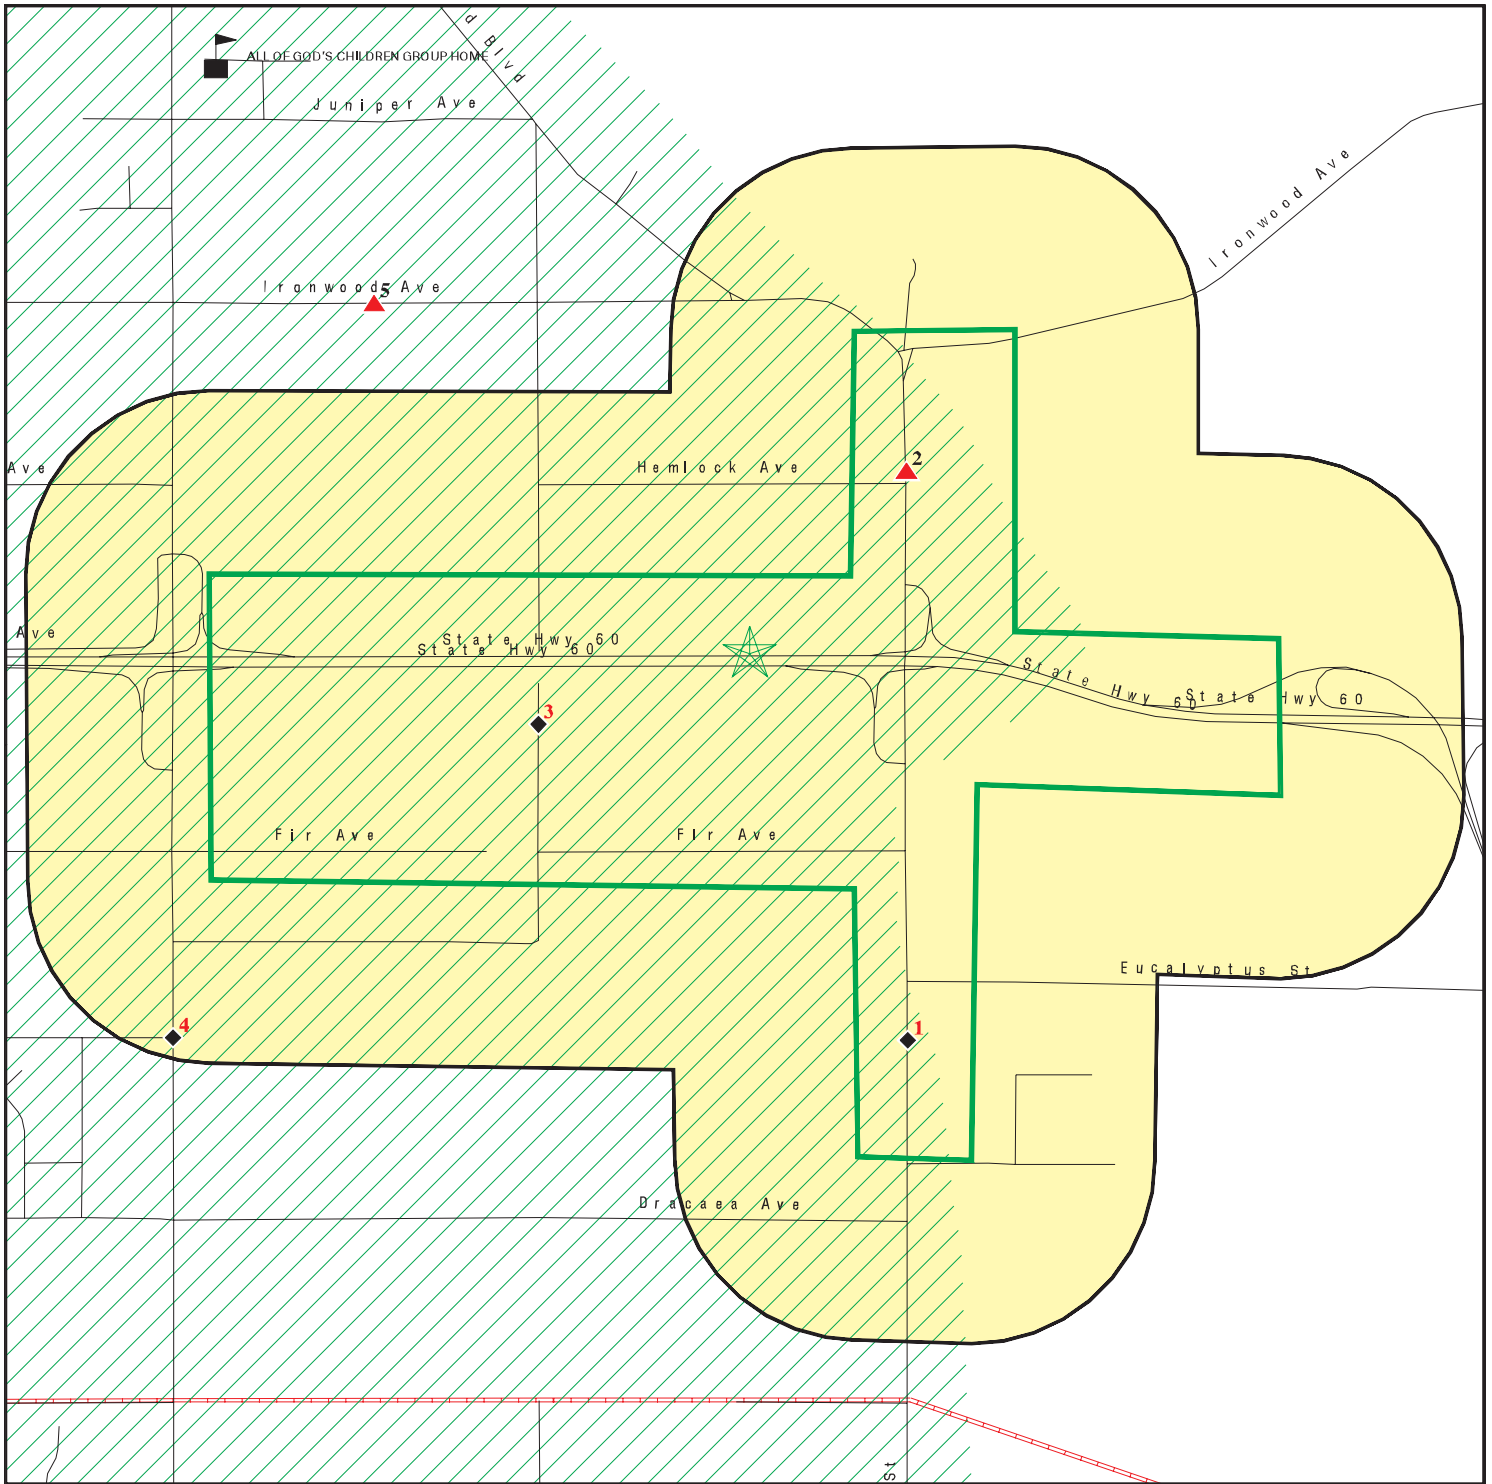 d Blvd
ALL OF GOD'S CHILDREN GROUP HOME
Juniper Ave
Ironwood Ave
Ironwood Ave
5
Ave
Hemlock Ave
2
Ave
State Hwy 60
State Hwy 60
State Hwy 60
State Hwy 60
3
Fir Ave
FIr Ave
Eucalyptus St
4
1
Dracaea Ave
St